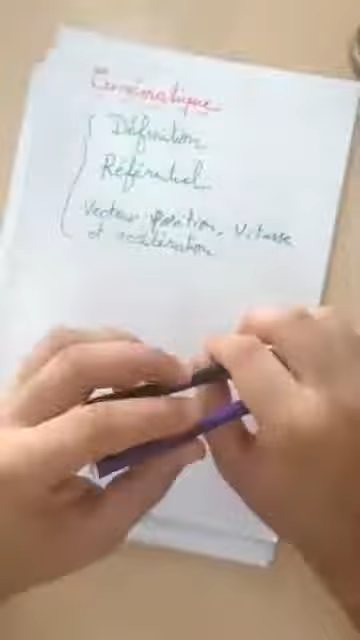 Cinématique
Définition
Référentiel
Vecteur position, vitesse
et accélération